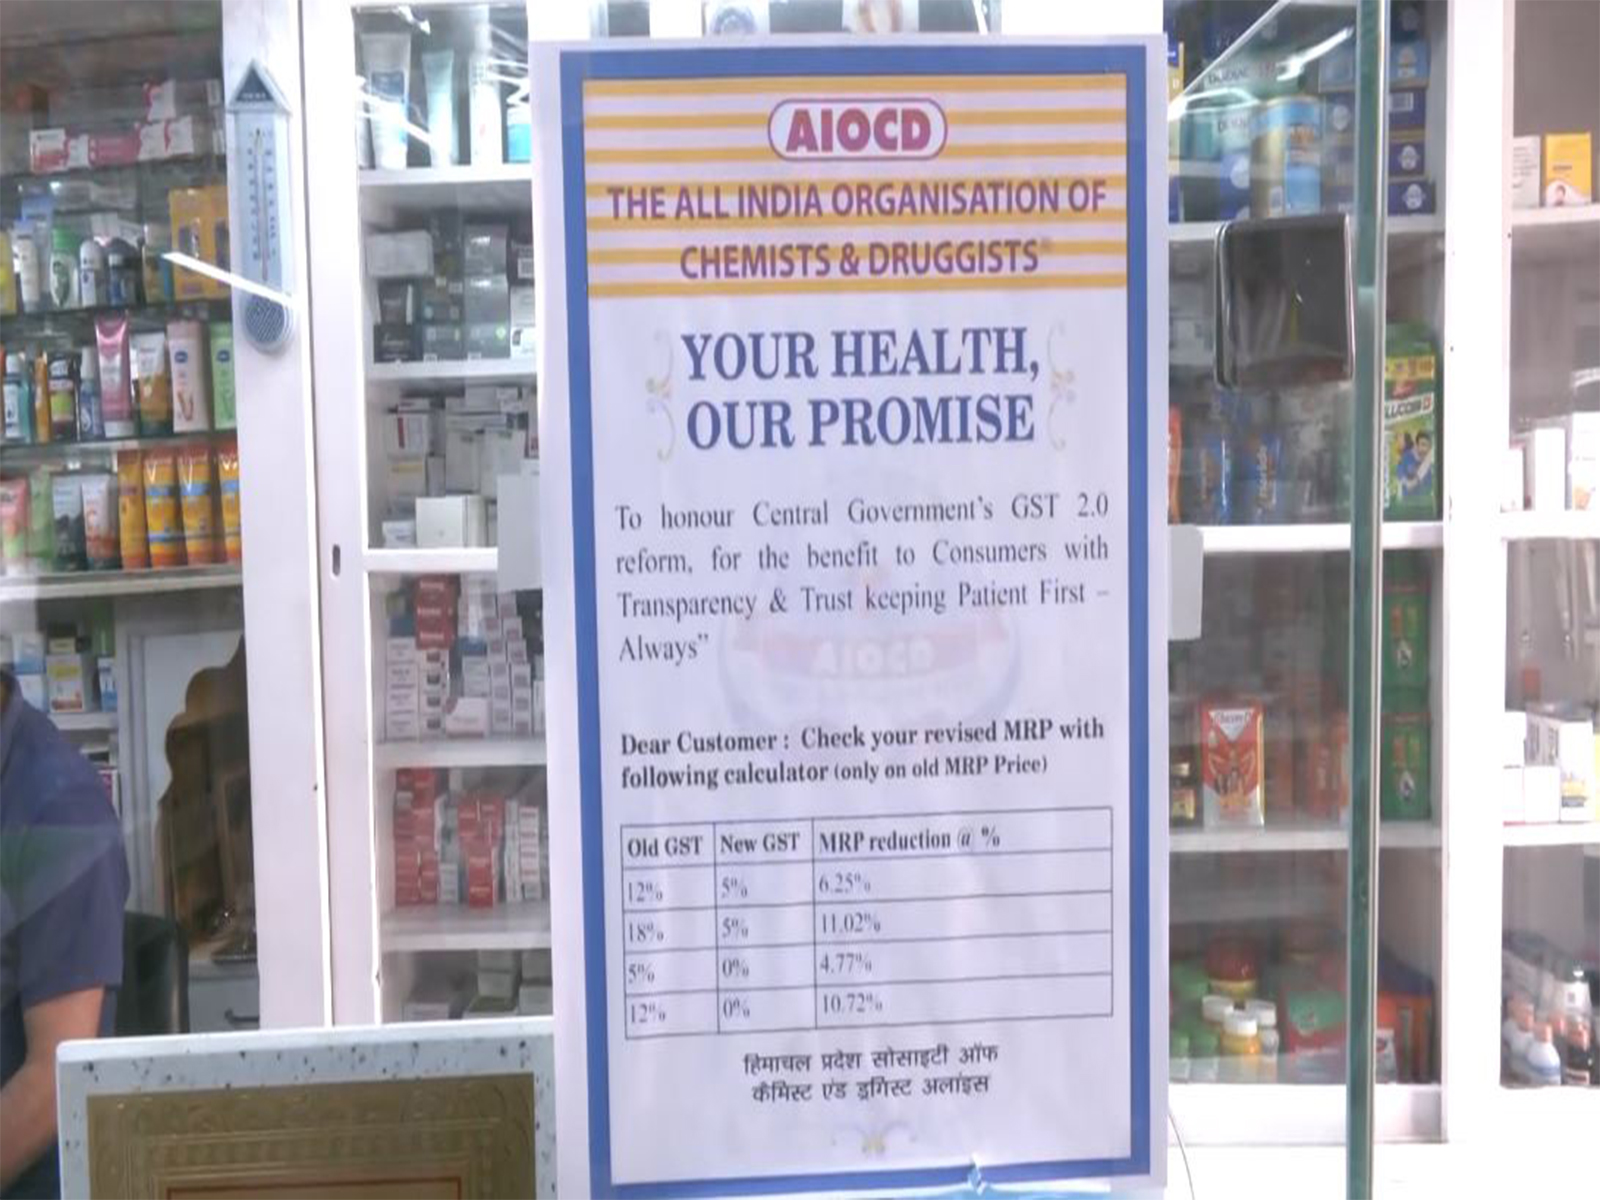 AIOCD
THE ALL INDIA ORGANISATION OF
CHEMISTS & DRUGGISTS
YOUR HEALTH,
OUR PROMISE
To honour Central Government's GST 2.0
reform, for the benefit to Consumers with
Transparency & Trust keeping Patient First –
Always”
AIOCD
Dear Customer : Check your revised MRP with
following calculator (only on old MRP Price)
Old GST New GST MRP reduction @ %
12% 5% 6.25%
18% 5% 11.02%
5% 0% 4.77%
12% 0% 10.72%
हिमाचल प्रदेश सोसाइटी ऑफ
कैमिस्ट एंड ड्रगिस्ट अलांइस